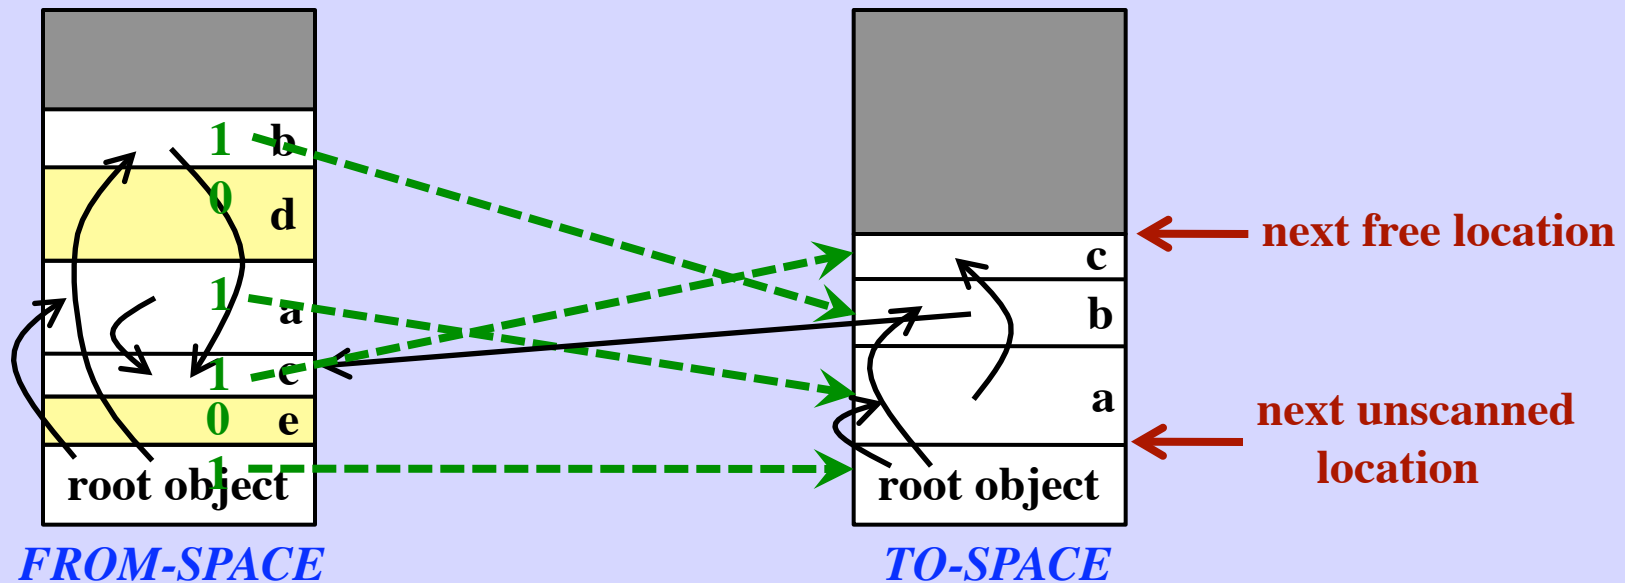 1 b
0
d
1
a
1 c
0 e
1
root object
FROM-SPACE
c
b
a
root object
TO-SPACE
next free location
next unscanned
location